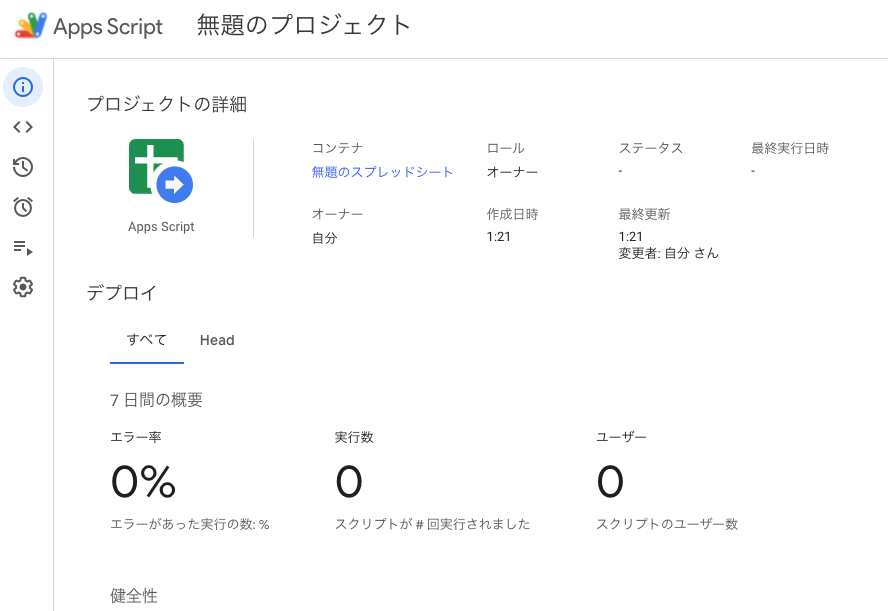 Apps Script 無題のプロジェクト
プロジェクトの詳細
Apps Script
コンテナ
無題のスプレッドシート
ロール
オーナー
ステータス
-
最終実行日時
-
オーナー
自分
作成日時
1:21
最終更新
1:21
変更者: 自分 さん
デプロイ
すべて Head
7 日間の概要
エラー率
0%
エラーがあった実行の数: %
実行数
0
スクリプトが # 回実行されました
ユーザー
0
スクリプトのユーザー数
健全性